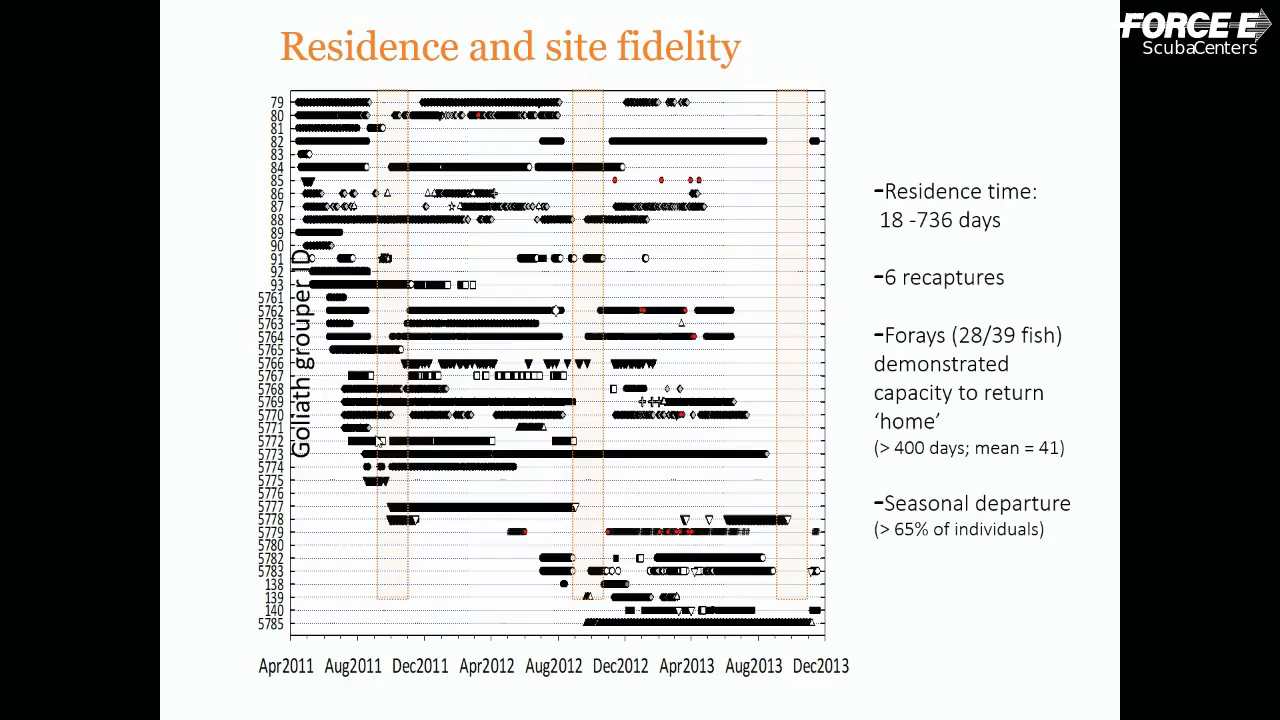 Residence and site fidelity
FORCE E
ScubaCenters
Goliath grouper ID
79
80
81
82
83
84
85
86
87
88
89
90
91
92
93
5761
5762
5763
5764
5765
5766
5767
5768
5769
5770
5771
5772
5773
5774
5775
5776
5777
5778
5779
5780
5782
5783
138
139
140
5785
Apr2011 Aug2011 Dec2011 Apr2012 Aug2012 Dec2012 Apr2013 Aug2013 Dec2013
-Residence time:
18 -736 days
-6 recaptures
-Forays (28/39 fish)
demonstrated
capacity to return
‘home’
(> 400 days; mean = 41)
-Seasonal departure
(> 65% of individuals)